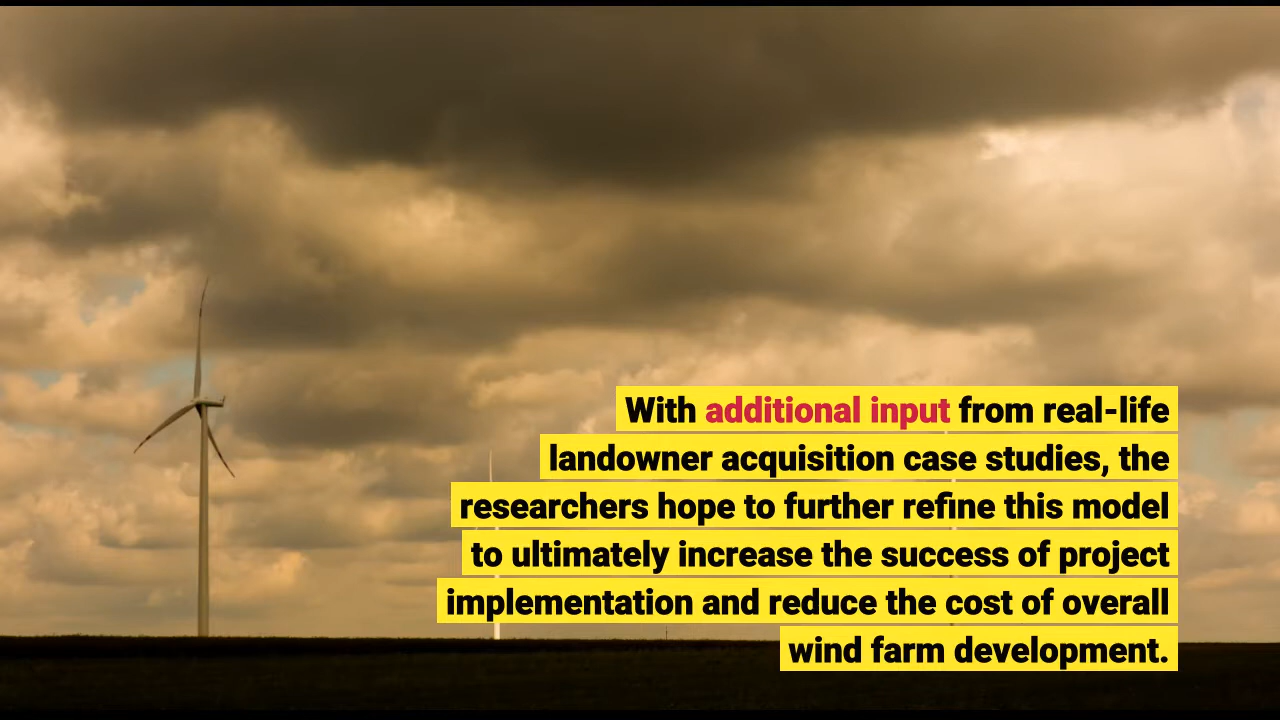 With additional input from real-life
landowner acquisition case studies, the
researchers hope to further refine this model
to ultimately increase the success of project
implementation and reduce the cost of overall
wind farm development.